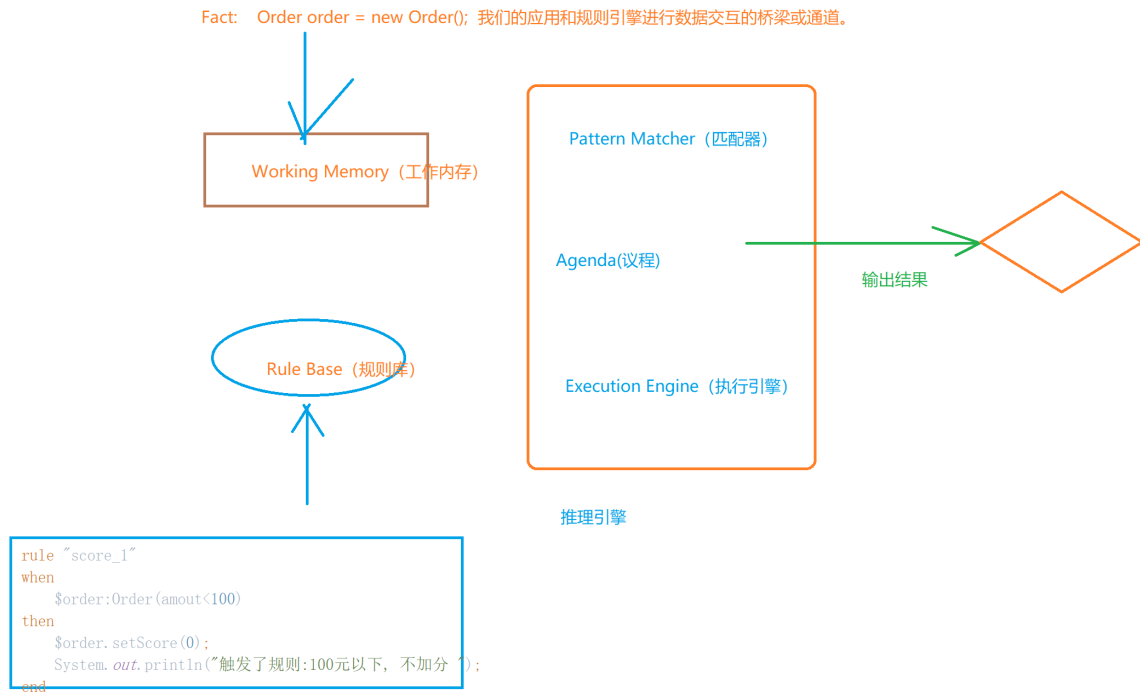 Fact: Order order = new Order(); 我们的应用和规则引擎进行数据交互的桥梁或通道。
Pattern Matcher（匹配器）
Working Memory（工作内存）
Agenda(议程)
输出结果
Rule Base（规则库）
Execution Engine（执行引擎）
推理引擎
rule "score_1"
when
$order:Order(amout<100)
then
$order.setScore(0);
System.out.println("触发了规则:100元以下, 不加分 ");
end